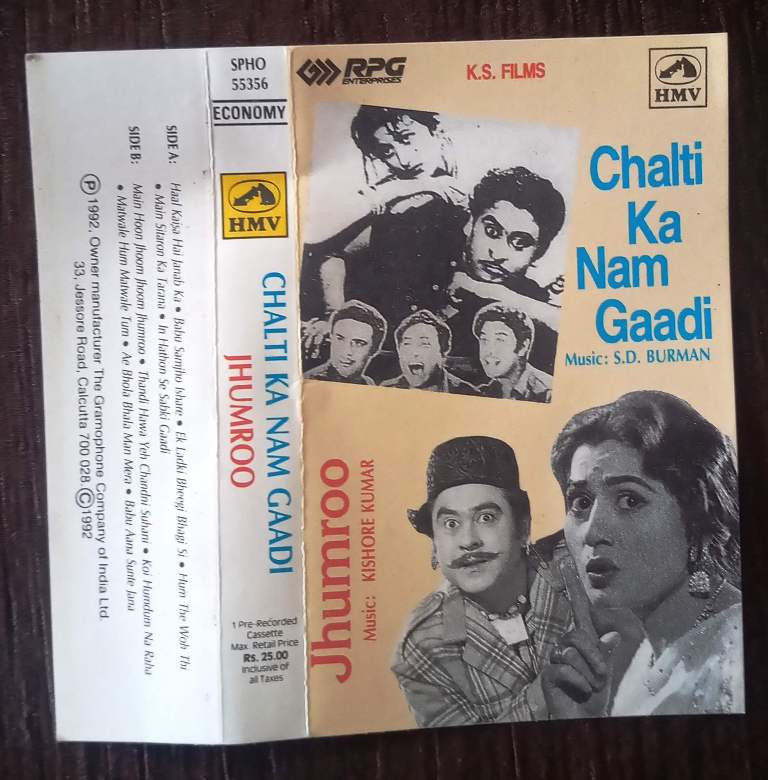 SPHO
55356
ECONOMY
HMV
CHALTI KA NAM GAADI
JHUMROO
1 Pre-Recorded
Cassette
Max. Retail Price
Rs. 25.00
Inclusive of
all Taxes
RPG
ENTERPRISES
K.S. FILMS
HMV
Chalti
Ka
Nam
Gaadi
Music: S.D. BURMAN
Jhumroo
Music: KISHORE KUMAR
SIDE A: Haal Kaisa Hai Janab Ka • Babu Samjho Ishare • Ek Ladki Bheegi Bhagi Si • Hum The Woh Thi
• Main Sitaron Ka Tarana • In Hathon Se Sabki Gaadi
SIDE B: Main Hoon Jhoom Jhoom Jhumroo • Thandi Hawa Yeh Chandni Suhani • Koi Humdum Na Raha
• Matwale Hum Matwale Tum • Ae Bhola Bhala Man Mera • Babu Aana Sunte Jana
Ⓟ 1992, Owner manufacturer The Gramophone Company of India Ltd.
33, Jessore Road, Calcutta 700 028. Ⓒ 1992